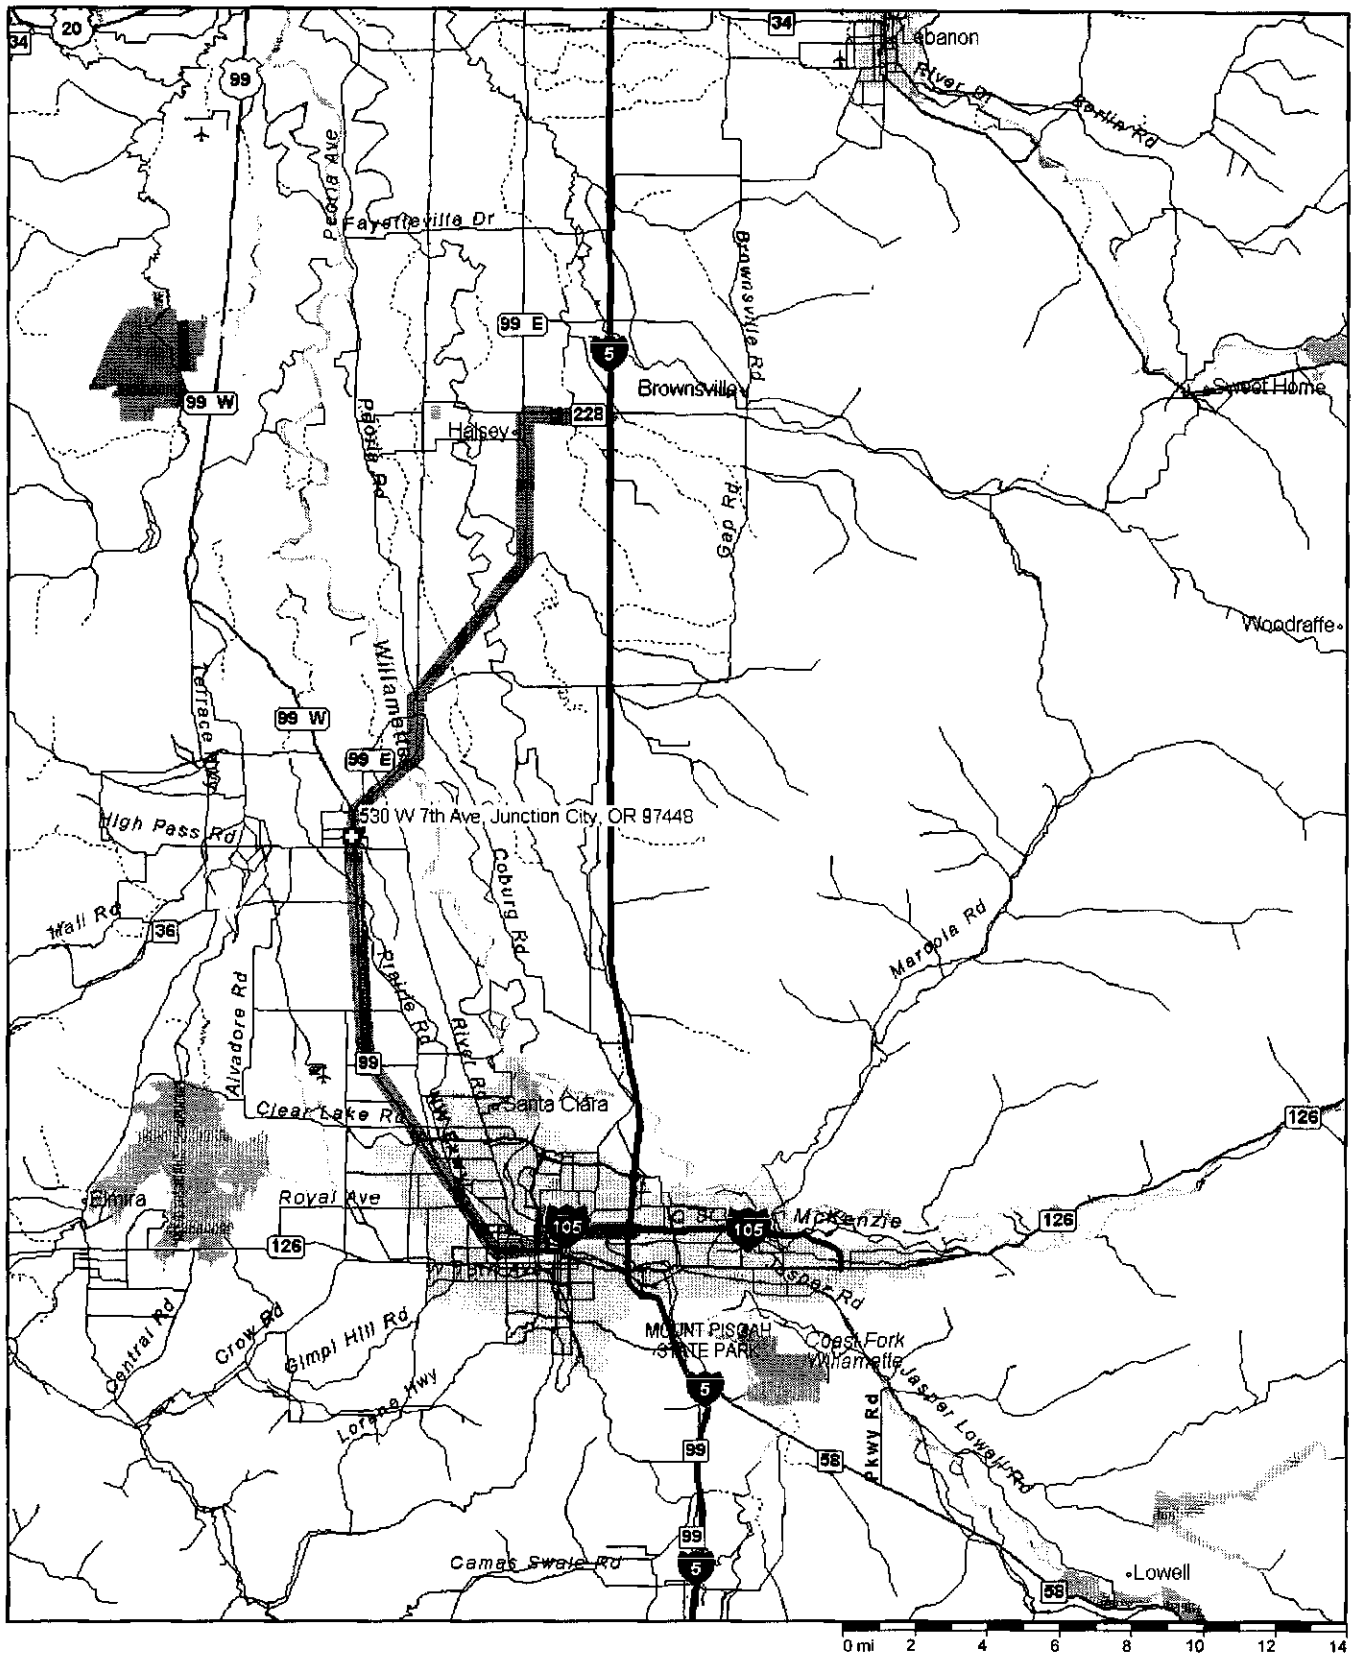 20
34
34
Lebanon
99
River Dr
Berlin Rd
Peoria Ave
Fayetteville Dr
Brownsville Rd
99 E
5
Brownsville
Sweet Home
99 W
Peoria Rd
228
Halsey
Gap Rd
Woodraffe
Willamette
Terrace Hwy
99 W
99 E
530 W 7th Ave, Junction City, OR 97448
High Pass Rd
Coburg Rd
Hall Rd
36
Marcola Rd
Prairie Rd
Alvadore Rd
River Rd
99
Clear Lake Rd
Santa Clara
126
Elmira
Royal Ave
105
Q St
105
McKenzie
126
126
Jasper Rd
Central Rd
Crow Rd
Gimpl Hill Rd
MOUNT PISGAH
STATE PARK
Coast Fork
Willamette
Lorane Hwy
5
Jasper Lowell Rd
Pkwy Rd
99
58
99
Camas Swale Rd
5
Lowell
58
0 mi 2 4 6 8 10 12 14